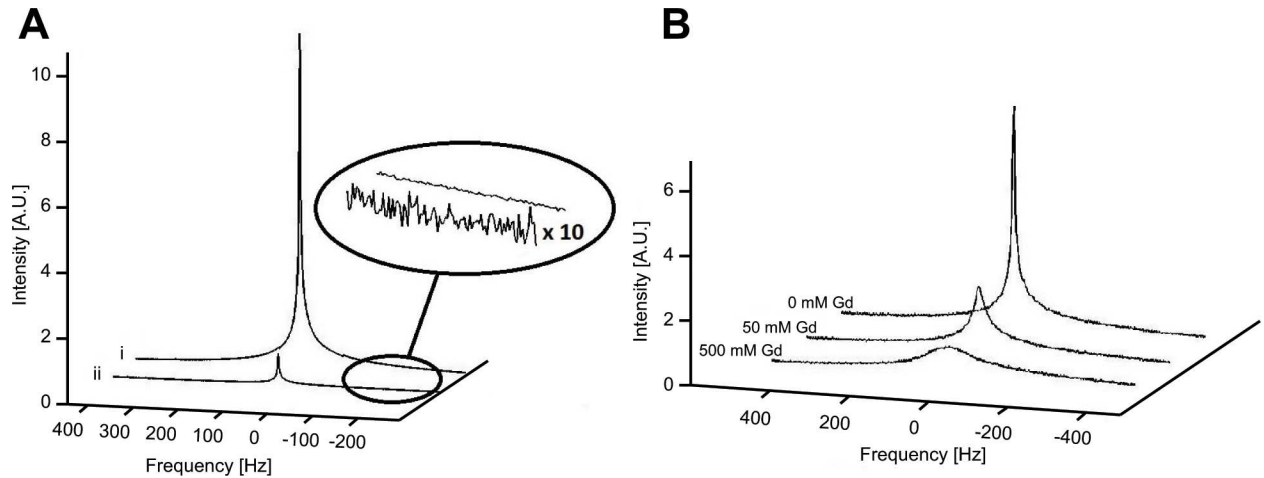 A
Intensity [A.U.]
10
8
6
4
2
0
i
ii
x 10
400 300 200 100 0 -100 -200
Frequency [Hz]
B
Intensity [A.U.]
6
4
2
0
0 mM Gd
50 mM Gd
500 mM Gd
400 200 0 -200 -400
Frequency [Hz]